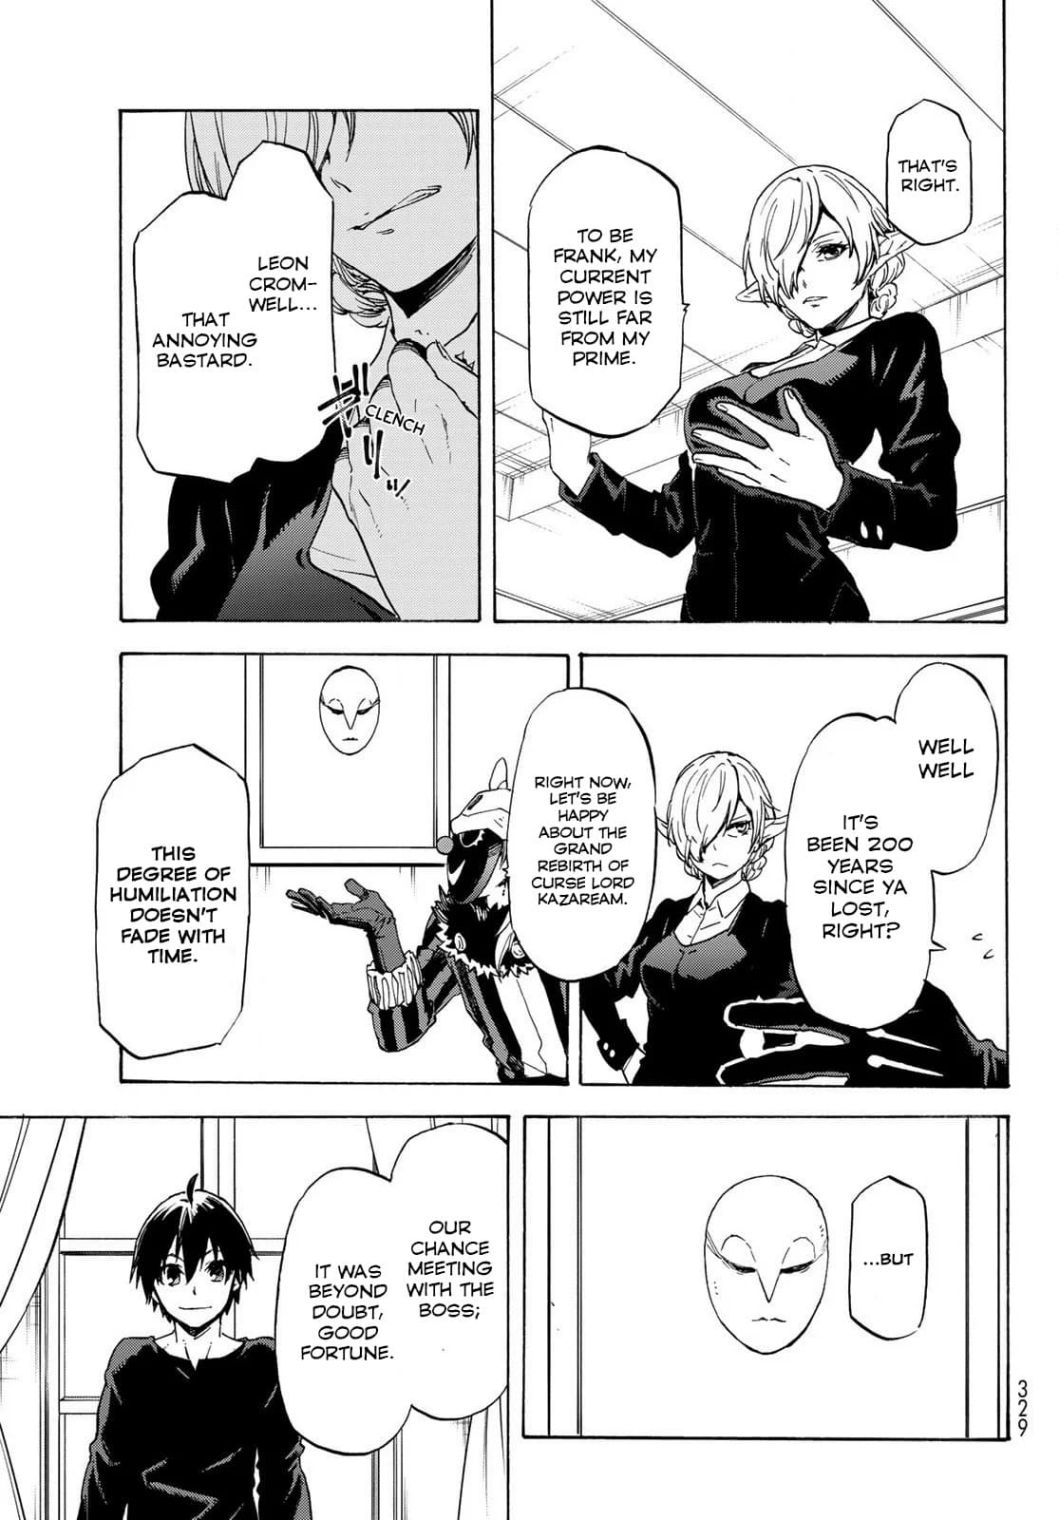 THAT'S
RIGHT.
TO BE
FRANK, MY
CURRENT
POWER IS
STILL FAR
FROM MY
PRIME.
LEON
CROM-
WELL...
THAT
ANNOYING
BASTARD.
ギリッ
CLENCH
WELL
WELL
IT'S
BEEN 200
YEARS
SINCE YA
LOST,
RIGHT?
RIGHT NOW,
LET'S BE
HAPPY
ABOUT THE
GRAND
REBIRTH OF
CURSE LORD
KAZAREAM.
THIS
DEGREE OF
HUMILIATION
DOESN'T
FADE WITH
TIME.
...BUT
OUR
CHANCE
MEETING
WITH THE
BOSS;
IT WAS
BEYOND
DOUBT,
GOOD
FORTUNE.
329